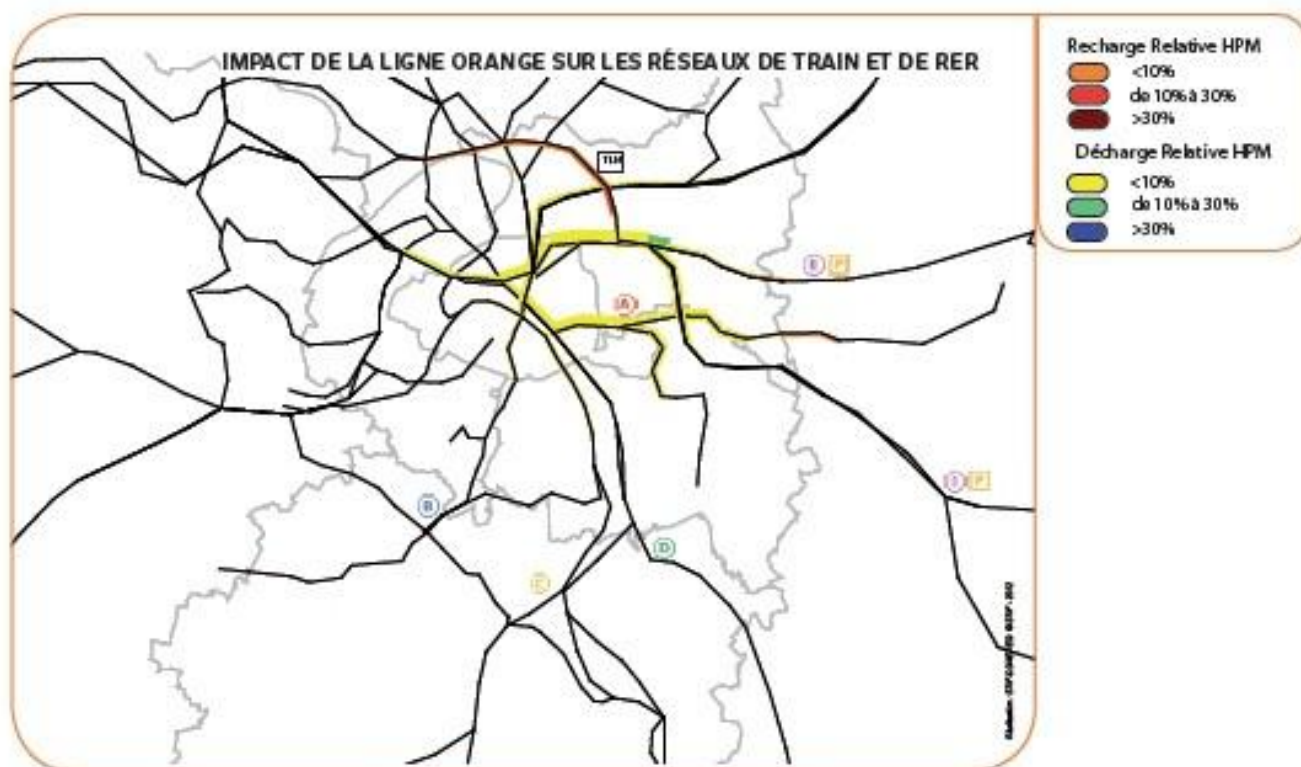 IMPACT DE LA LIGNE ORANGE SUR LES RÉSEAUX DE TRAIN ET DE RER
Recharge Relative HPM
<10%
de 10% à 30%
>30%
Décharge Relative HPM
<10%
de 10% à 30%
>30%
E P
A
P
B
D
C